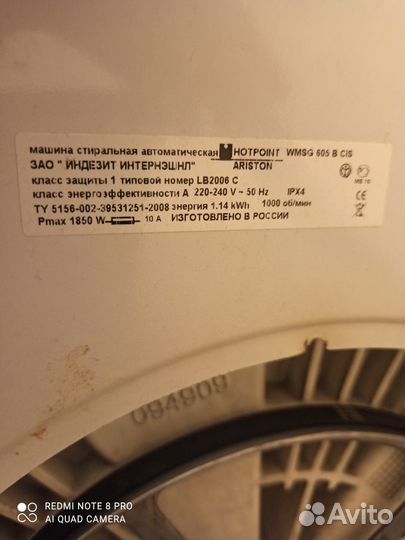 машина стиральная автоматическая HOTPOINT WMSG 605 B CIS
ЗАО " ИНДЕЗИТ ИНТЕРНЭШНЛ" ARISTON
класс защиты 1 типовой номер LB2006 C
класс энергоэффективности А 220-240 V ~ 50 Hz IPX4
ТУ 5156-002-39531251-2008 энергия 1.14 kWh 1000 об/мин
Pmax 1850 W 10 A ИЗГОТОВЛЕНО В РОССИИ
094909
REDMI NOTE 8 PRO
AI QUAD CAMERA
Avito